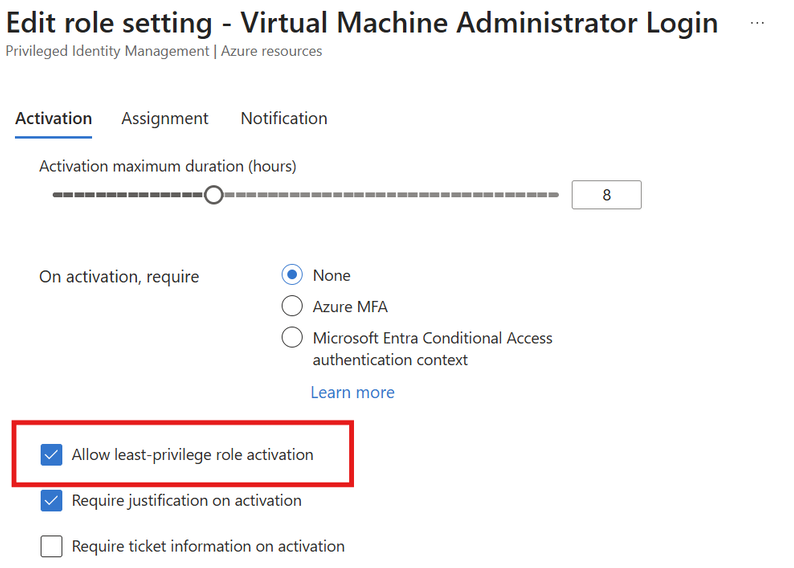 Edit role setting - Virtual Machine Administrator Login ...
Privileged Identity Management | Azure resources
Activation Assignment Notification
Activation maximum duration (hours)
8
On activation, require
None
Azure MFA
Microsoft Entra Conditional Access
authentication context
Learn more
Allow least-privilege role activation
Require justification on activation
Require ticket information on activation